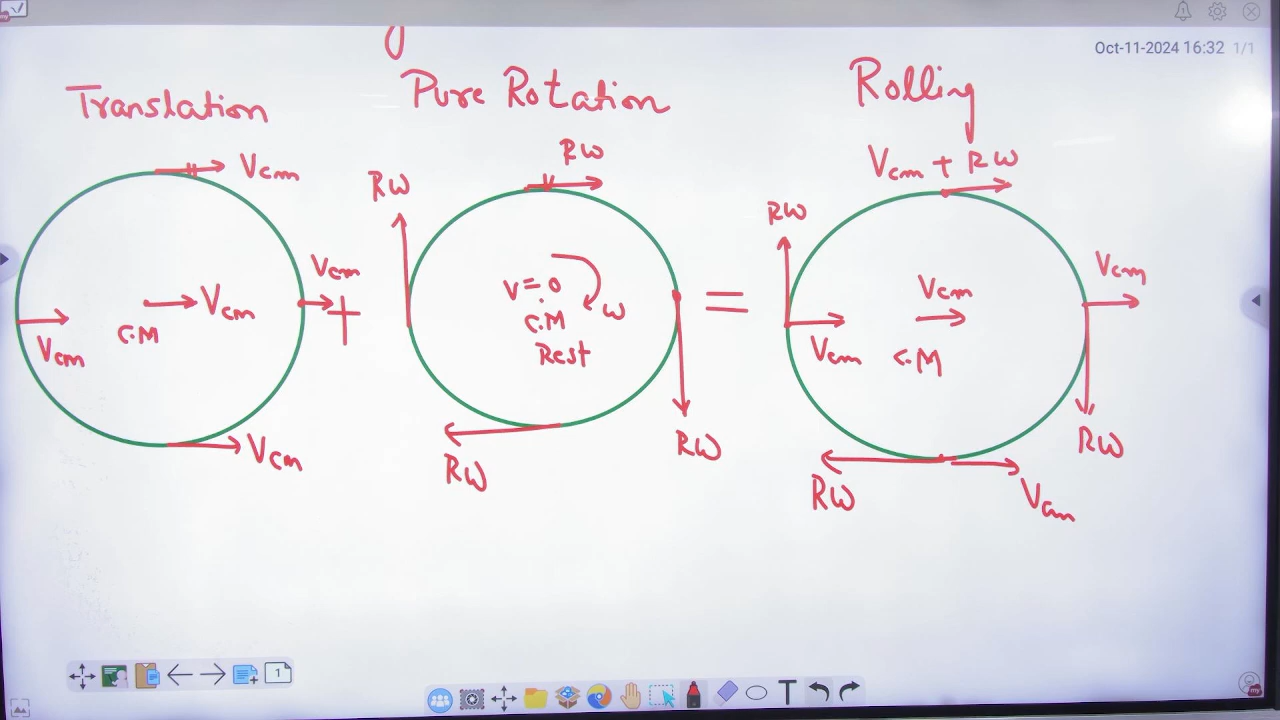 Oct-11-2024 16:32 1/1
Translation
Pure Rotation
Rolling
Vcm
Vcm
C.M
Vcm
Vcm
Vcm
+
RW
RW
V=0
C.M
Rest
W
RW
RW
=
Vcm + RW
RW
Vcm
C.M
Vcm
Vcm
RW
RW
Vcm
1
T